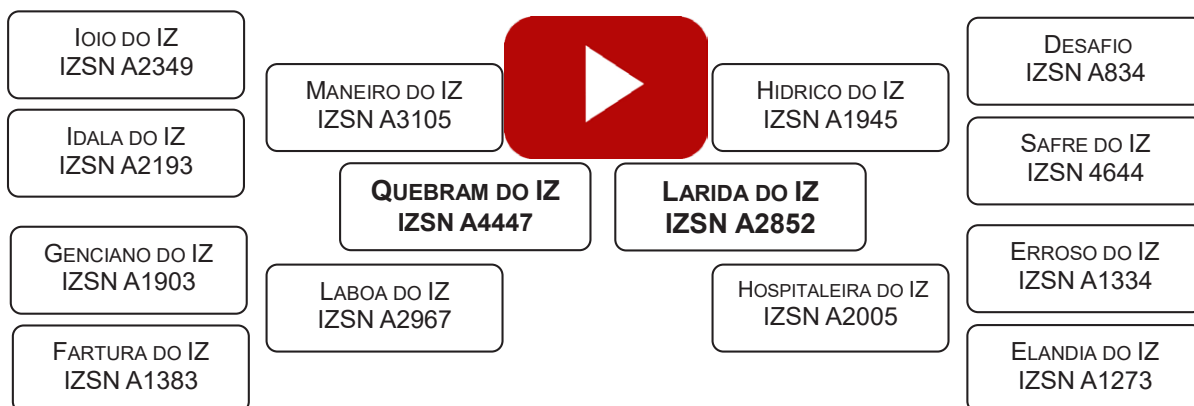 IOIO DO IZ
IZSN A2349
IDALA DO IZ
IZSN A2193
GENCIANO DO IZ
IZSN A1903
FARTURA DO IZ
IZSN A1383
MANEIRO DO IZ
IZSN A3105
QUEBRAM DO IZ
IZSN A4447
LABOA DO IZ
IZSN A2967
HIDRICO DO IZ
IZSN A1945
LARIDA DO IZ
IZSN A2852
HOSPITALEIRA DO IZ
IZSN A2005
DESAFIO
IZSN A834
SAFRE DO IZ
IZSN 4644
ERROSO DO IZ
IZSN A1334
ELANDIA DO IZ
IZSN A1273